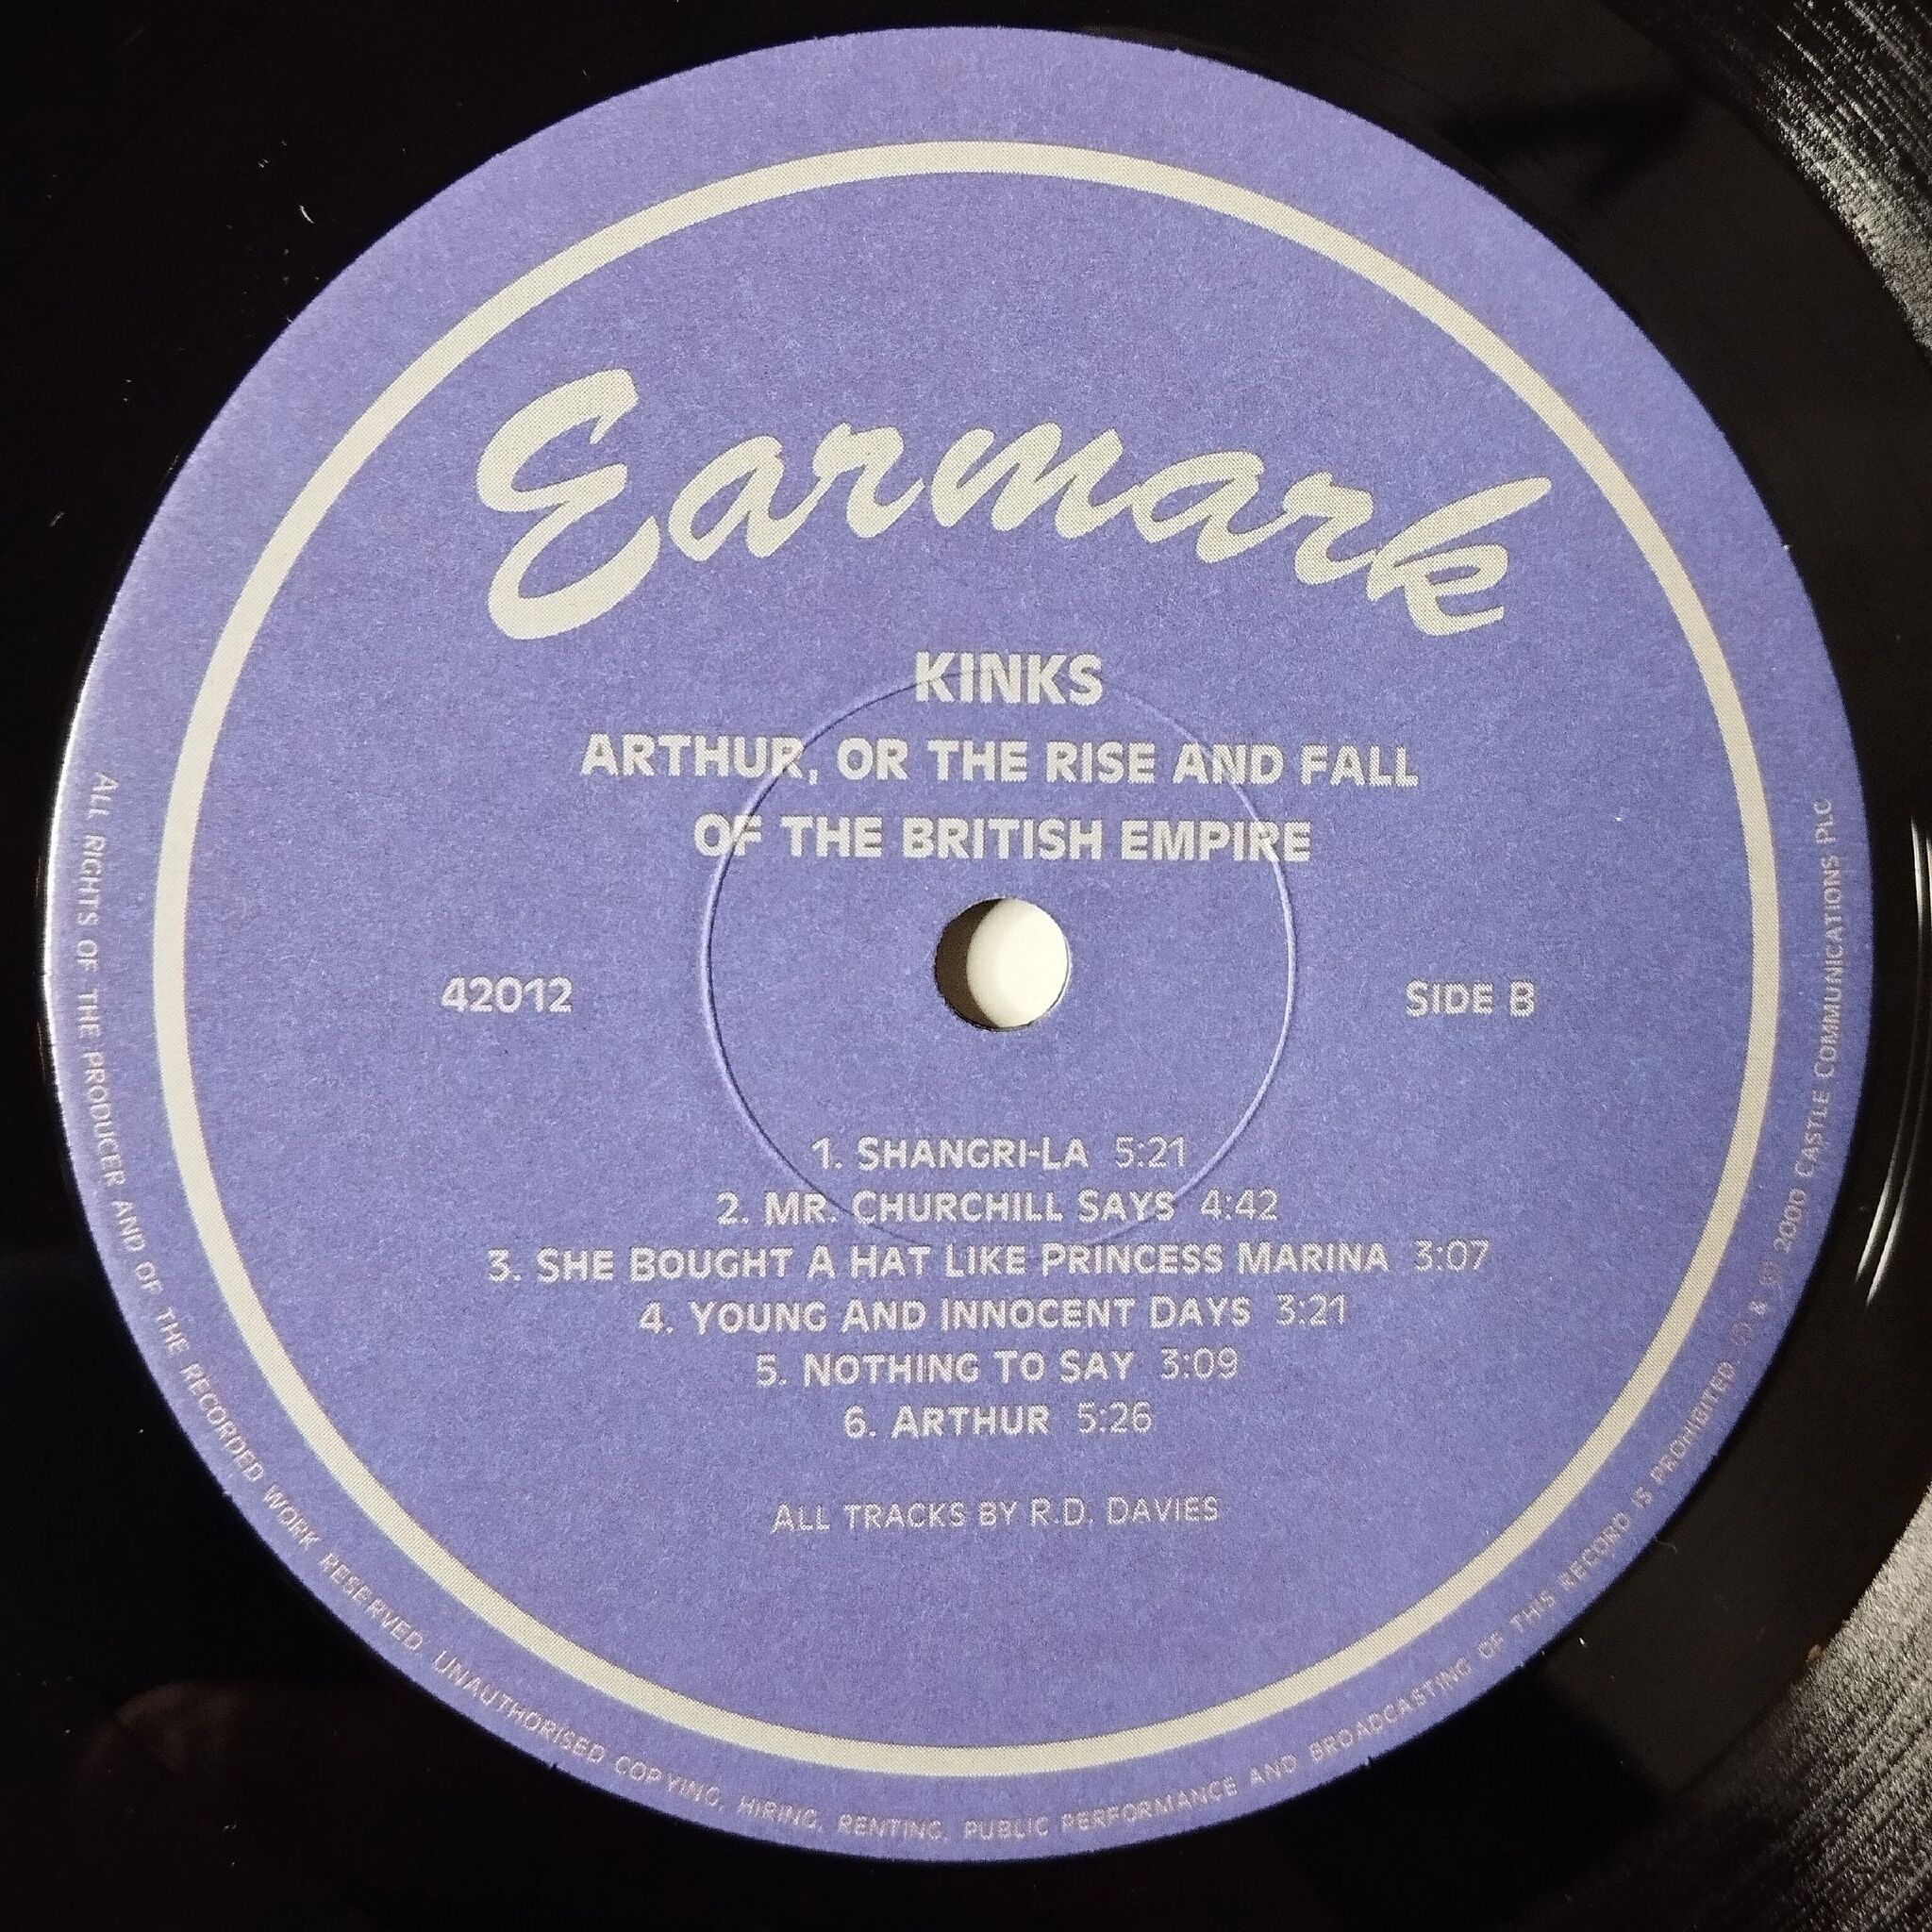 Earmark
KINKS
ARTHUR, OR THE RISE AND FALL
OF THE BRITISH EMPIRE
42012
SIDE B
1. SHANGRI-LA 5:21
2. MR. CHURCHILL SAYS 4:42
3. SHE BOUGHT A HAT LIKE PRINCESS MARINA 3:07
4. YOUNG AND INNOCENT DAYS 3:21
5. NOTHING TO SAY 3:09
6. ARTHUR 5:26
ALL TRACKS BY R.D. DAVIES
ALL RIGHTS OF THE PRODUCER AND OF THE RECORDED WORK RESERVED. UNAUTHORISED COPYING, HIRING, RENTING, PUBLIC PERFORMANCE AND BROADCASTING OF THIS RECORD IS PROHIBITED. ℗ & © 2000 CASTLE COMMUNICATIONS PLC